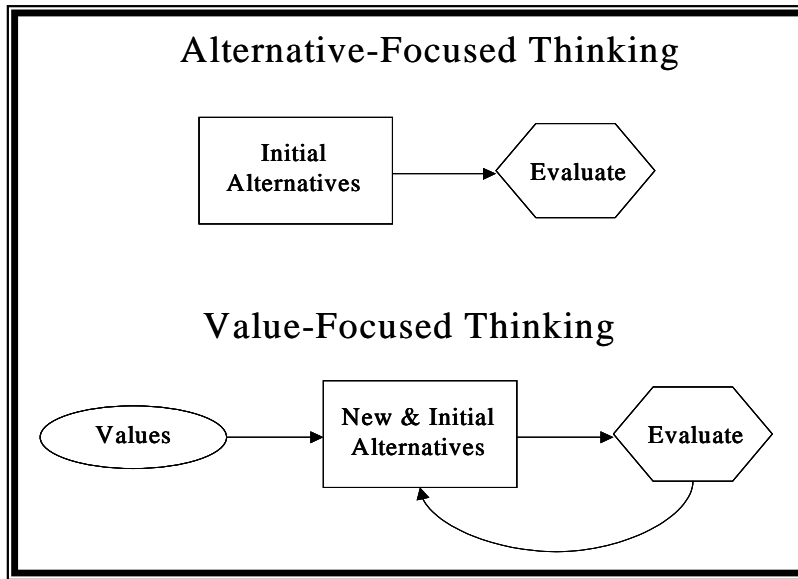 Alternative-Focused Thinking
Initial
Alternatives
Evaluate
Value-Focused Thinking
Values
New & Initial
Alternatives
Evaluate